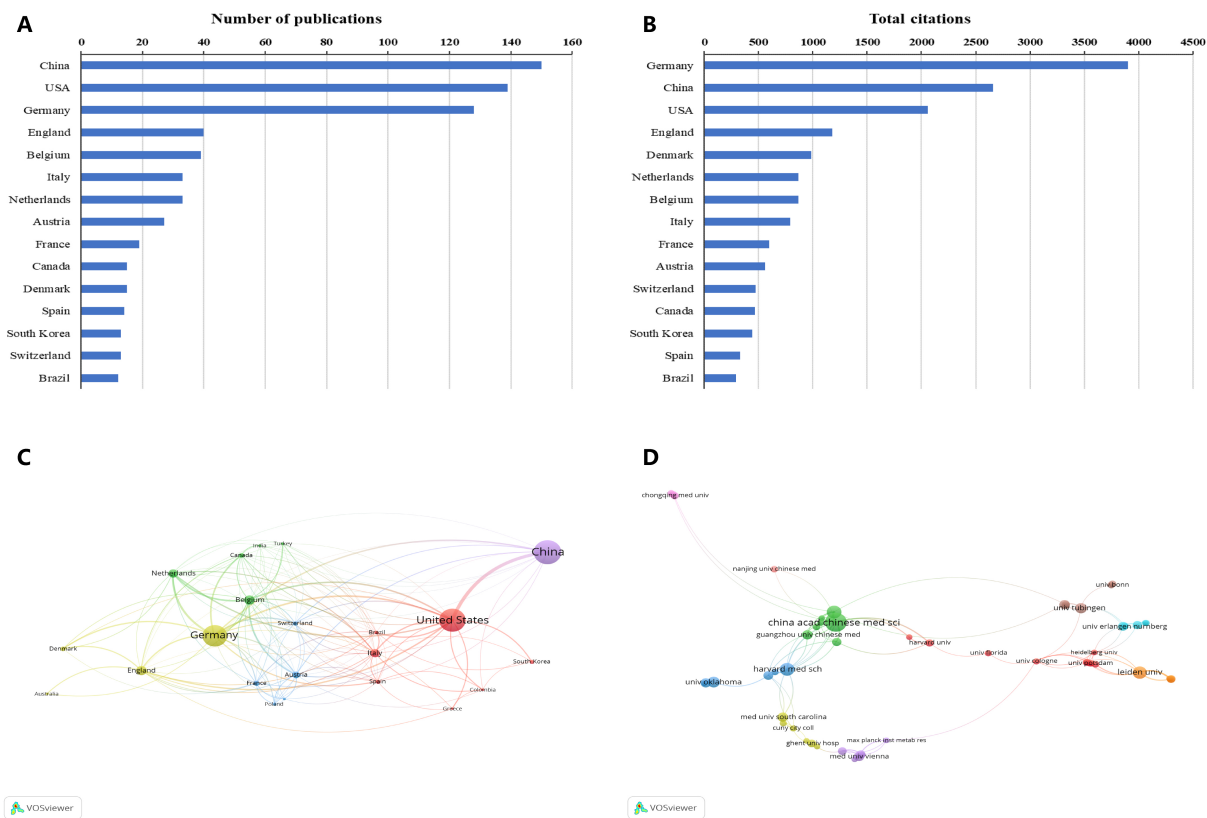 A
Number of publications
0 20 40 60 80 100 120 140 160
China
USA
Germany
England
Belgium
Italy
Netherlands
Austria
France
Canada
Denmark
Spain
South Korea
Switzerland
Brazil
B
Total citations
0 500 1000 1500 2000 2500 3000 3500 4000 4500
Germany
China
USA
England
Denmark
Netherlands
Belgium
Italy
France
Austria
Switzerland
Canada
South Korea
Spain
Brazil
C
India
Turkey
Canada
China
Netherlands
Belgium
United States
Switzerland
Germany
Brazil
Denmark
Italy
South Korea
England
Austria
France
Spain
Australia
Colombia
Poland
Greece
VOSviewer
D
chongqing med univ
nanjing univ chinese med
univ bonn
univ tubingen
china acad chinese med sci
univ erlangen nurnberg
guangzhou univ chinese med
harvard univ
univ florida
heidelberg univ
univ cologne
univ potsdam
harvard med sch
leiden univ
univ oklahoma
med univ south carolina
cuny city coll
ghent univ hosp
max planck inst metab res
med univ vienna
VOSviewer